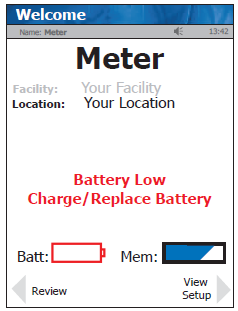 Welcome
Name: Meter 13:42
Meter
Facility: Your Facility
Location: Your Location
Battery Low
Charge/Replace Battery
Batt: Mem:
Review View Setup